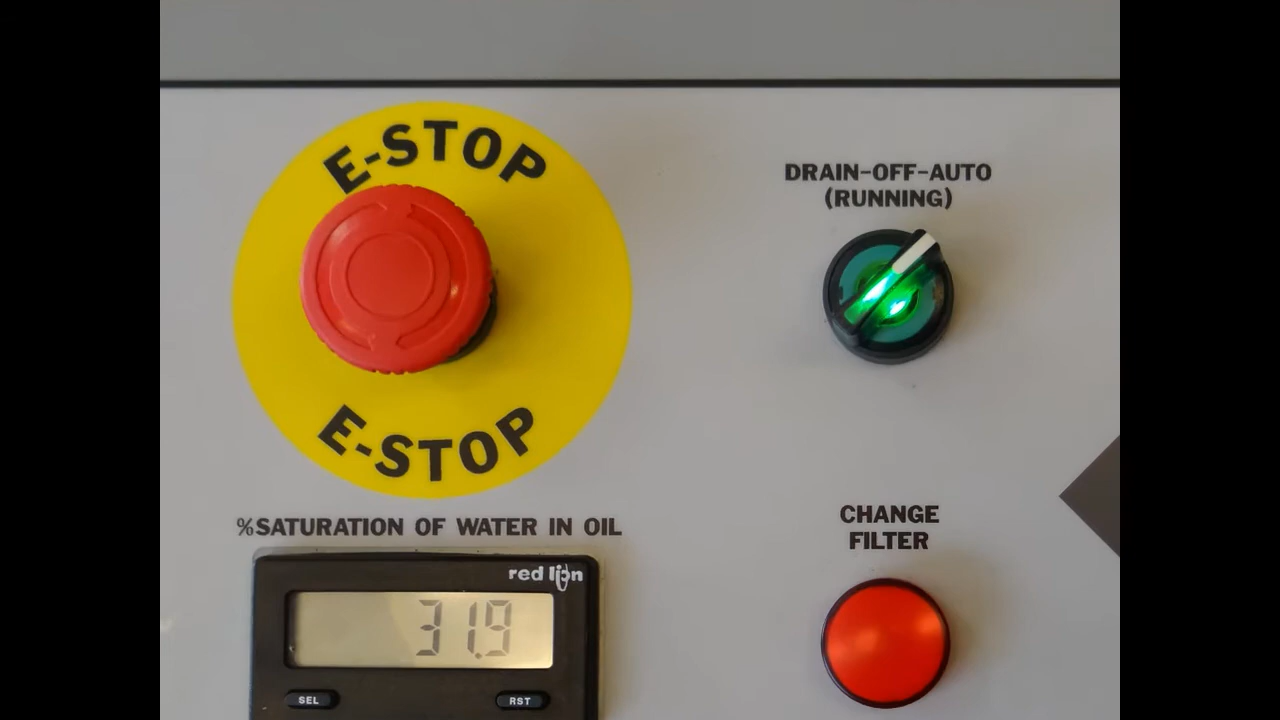 E-STOP
E-STOP
DRAIN-OFF-AUTO
(RUNNING)
%SATURATION OF WATER IN OIL
red lion
31.9
SEL
RST
CHANGE
FILTER